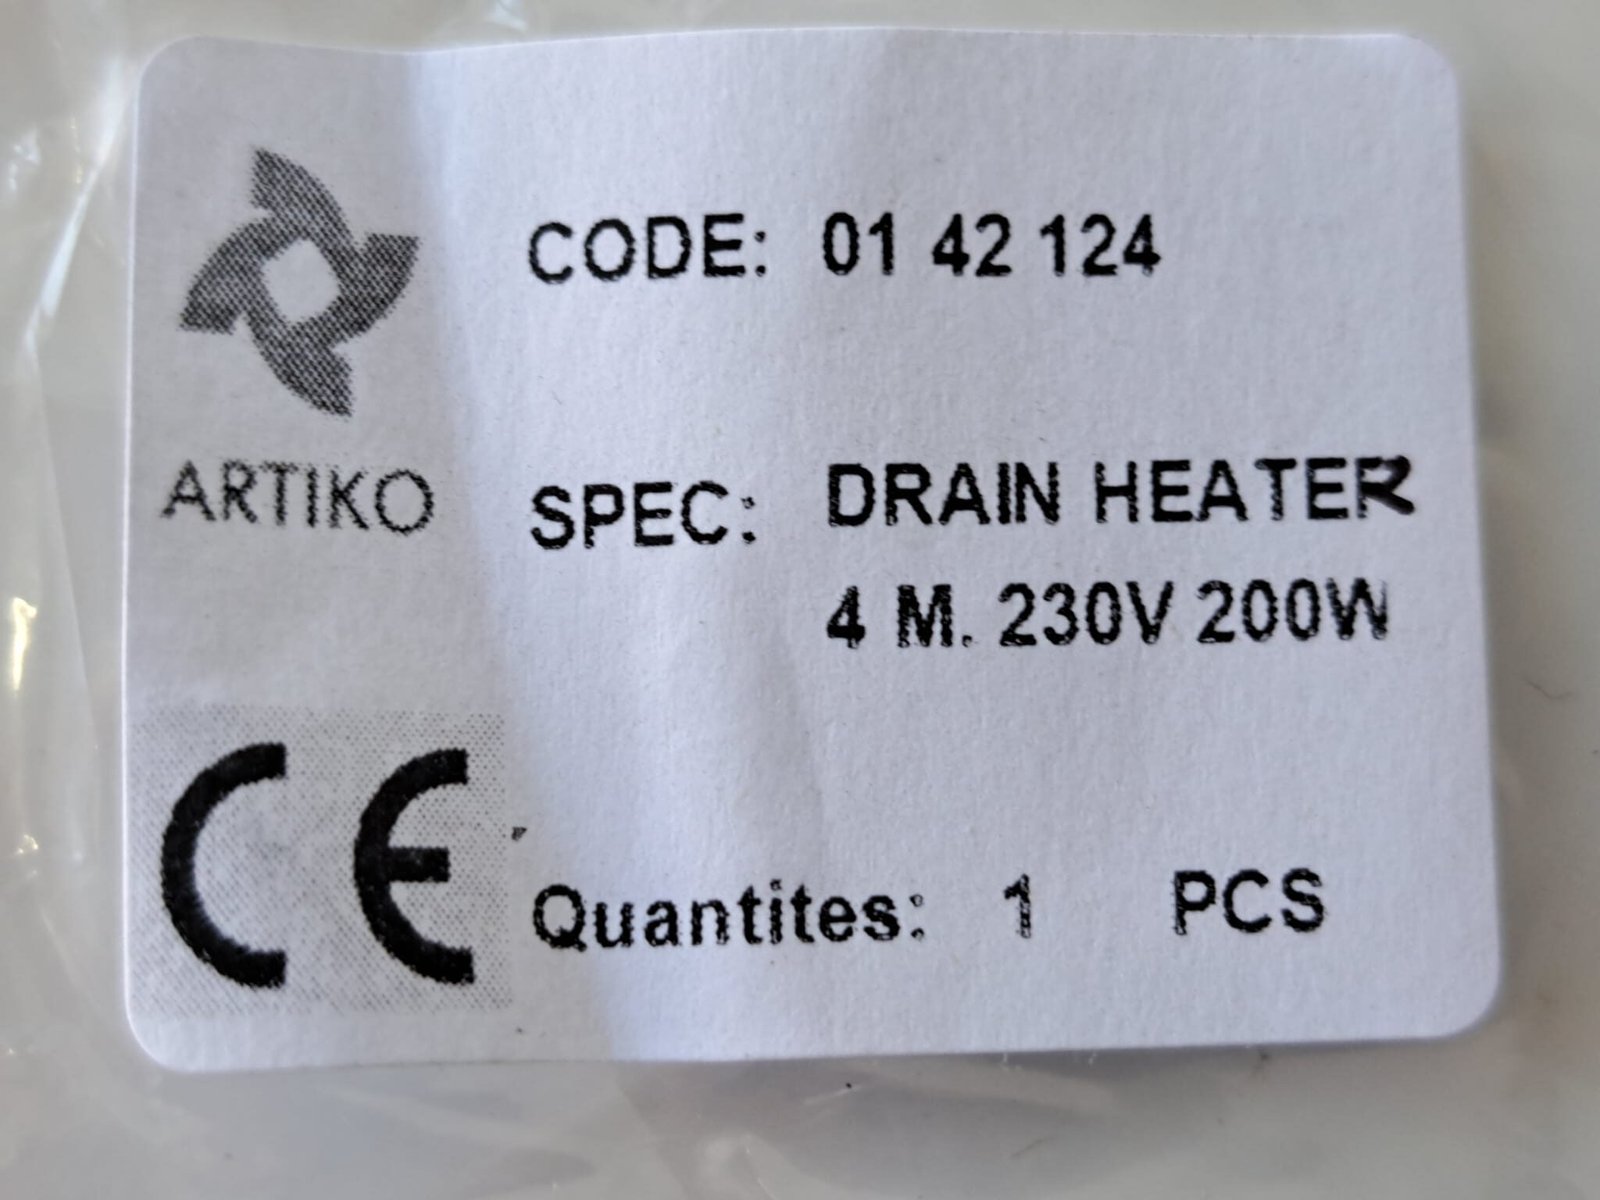 CODE: 01 42 124
ARTIKO
SPEC: DRAIN HEATER
4 M. 230V 200W
CE
Quantites: 1 PCS